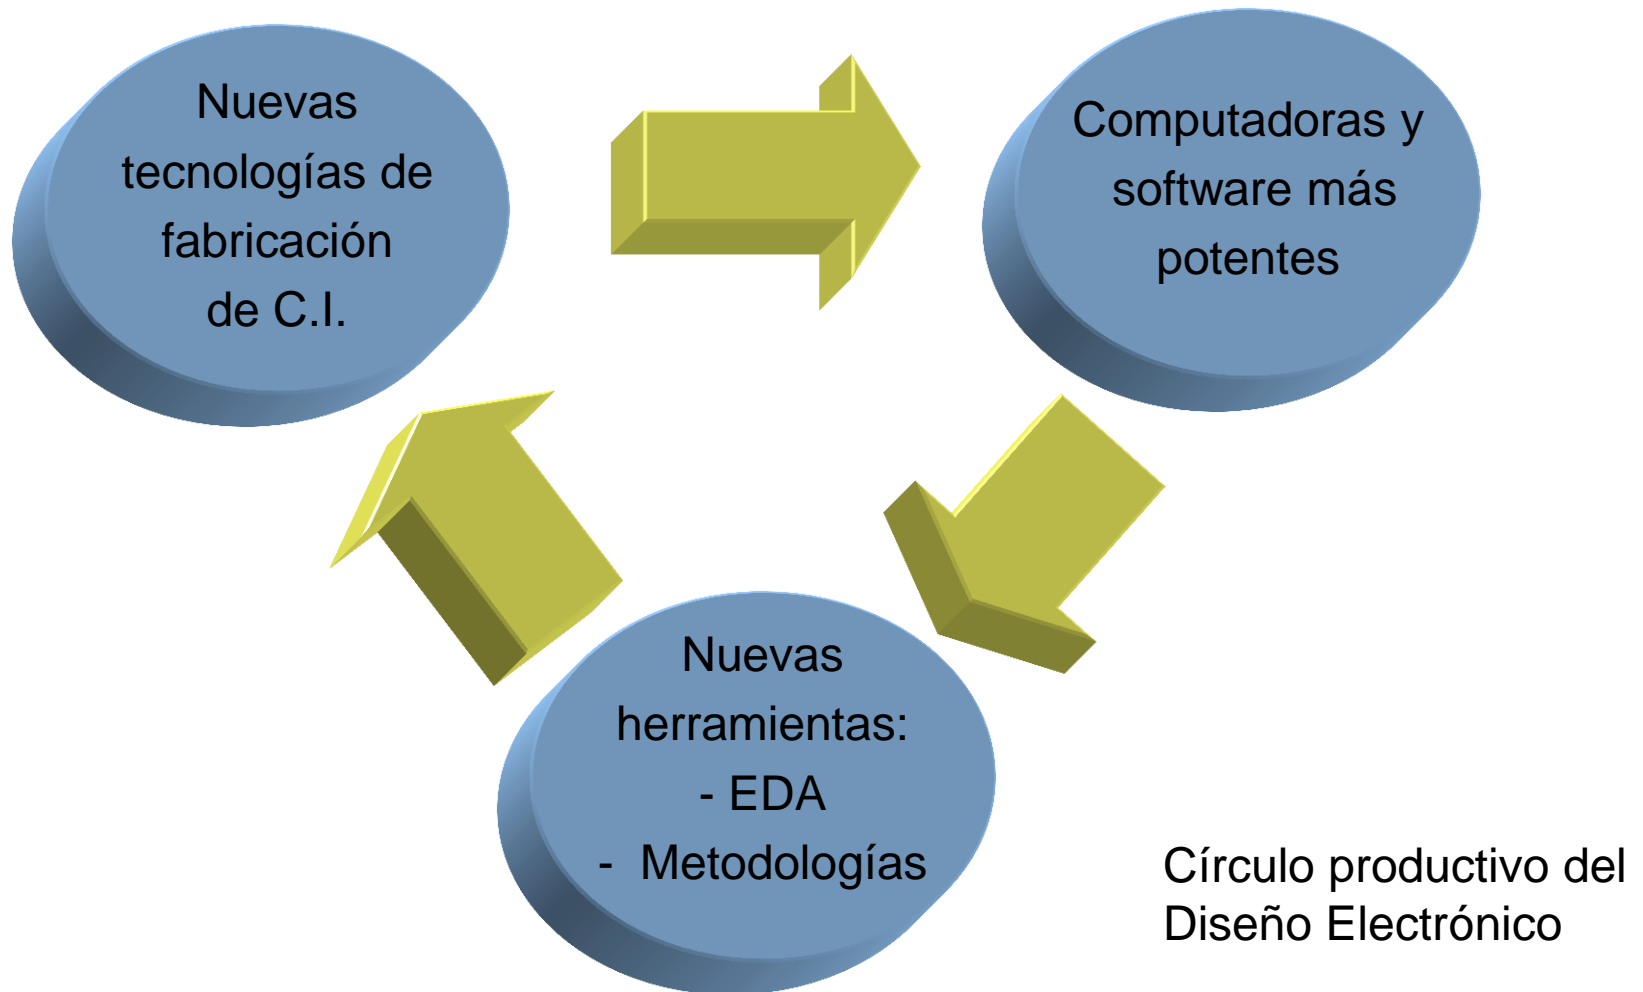 Nuevas
tecnologías de
fabricación
de C.I.
Computadoras y
software más
potentes
Nuevas
herramientas:
- EDA
- Metodologías
Círculo productivo del
Diseño Electrónico